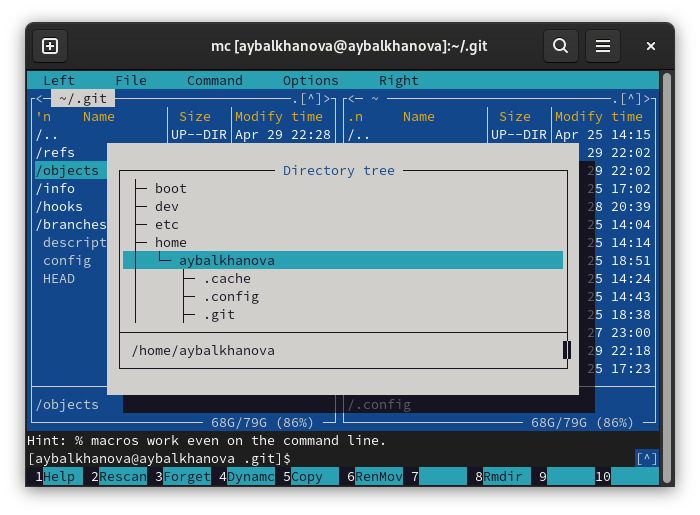 mc [aybalkhanova@aybalkhanova]:~/.git
Left File Command Options Right
<─ ~/.git .[^]> <─ ~ .[^]>
'n Name Size Modify time .n Name Size Modify time
/.. UP--DIR Apr 29 22:28 /.. UP--DIR Apr 25 14:15
/refs 29 22:02
/objects Directory tree 29 22:02
/info boot 25 17:02
/hooks dev 28 20:39
/branches etc 25 14:04
descript home 25 14:14
config aybalkhanova 25 18:51
HEAD .cache 25 14:24
.config 25 14:43
.git 25 18:38
27 23:00
/home/aybalkhanova 29 22:18
25 17:23
/objects /.config
68G/79G (86%) 68G/79G (86%)
Hint: % macros work even on the command line.
[aybalkhanova@aybalkhanova .git]$ [^]
1Help 2Rescan 3Forget 4Dynamc 5Copy 6RenMov 7 8Rmdir 9 10